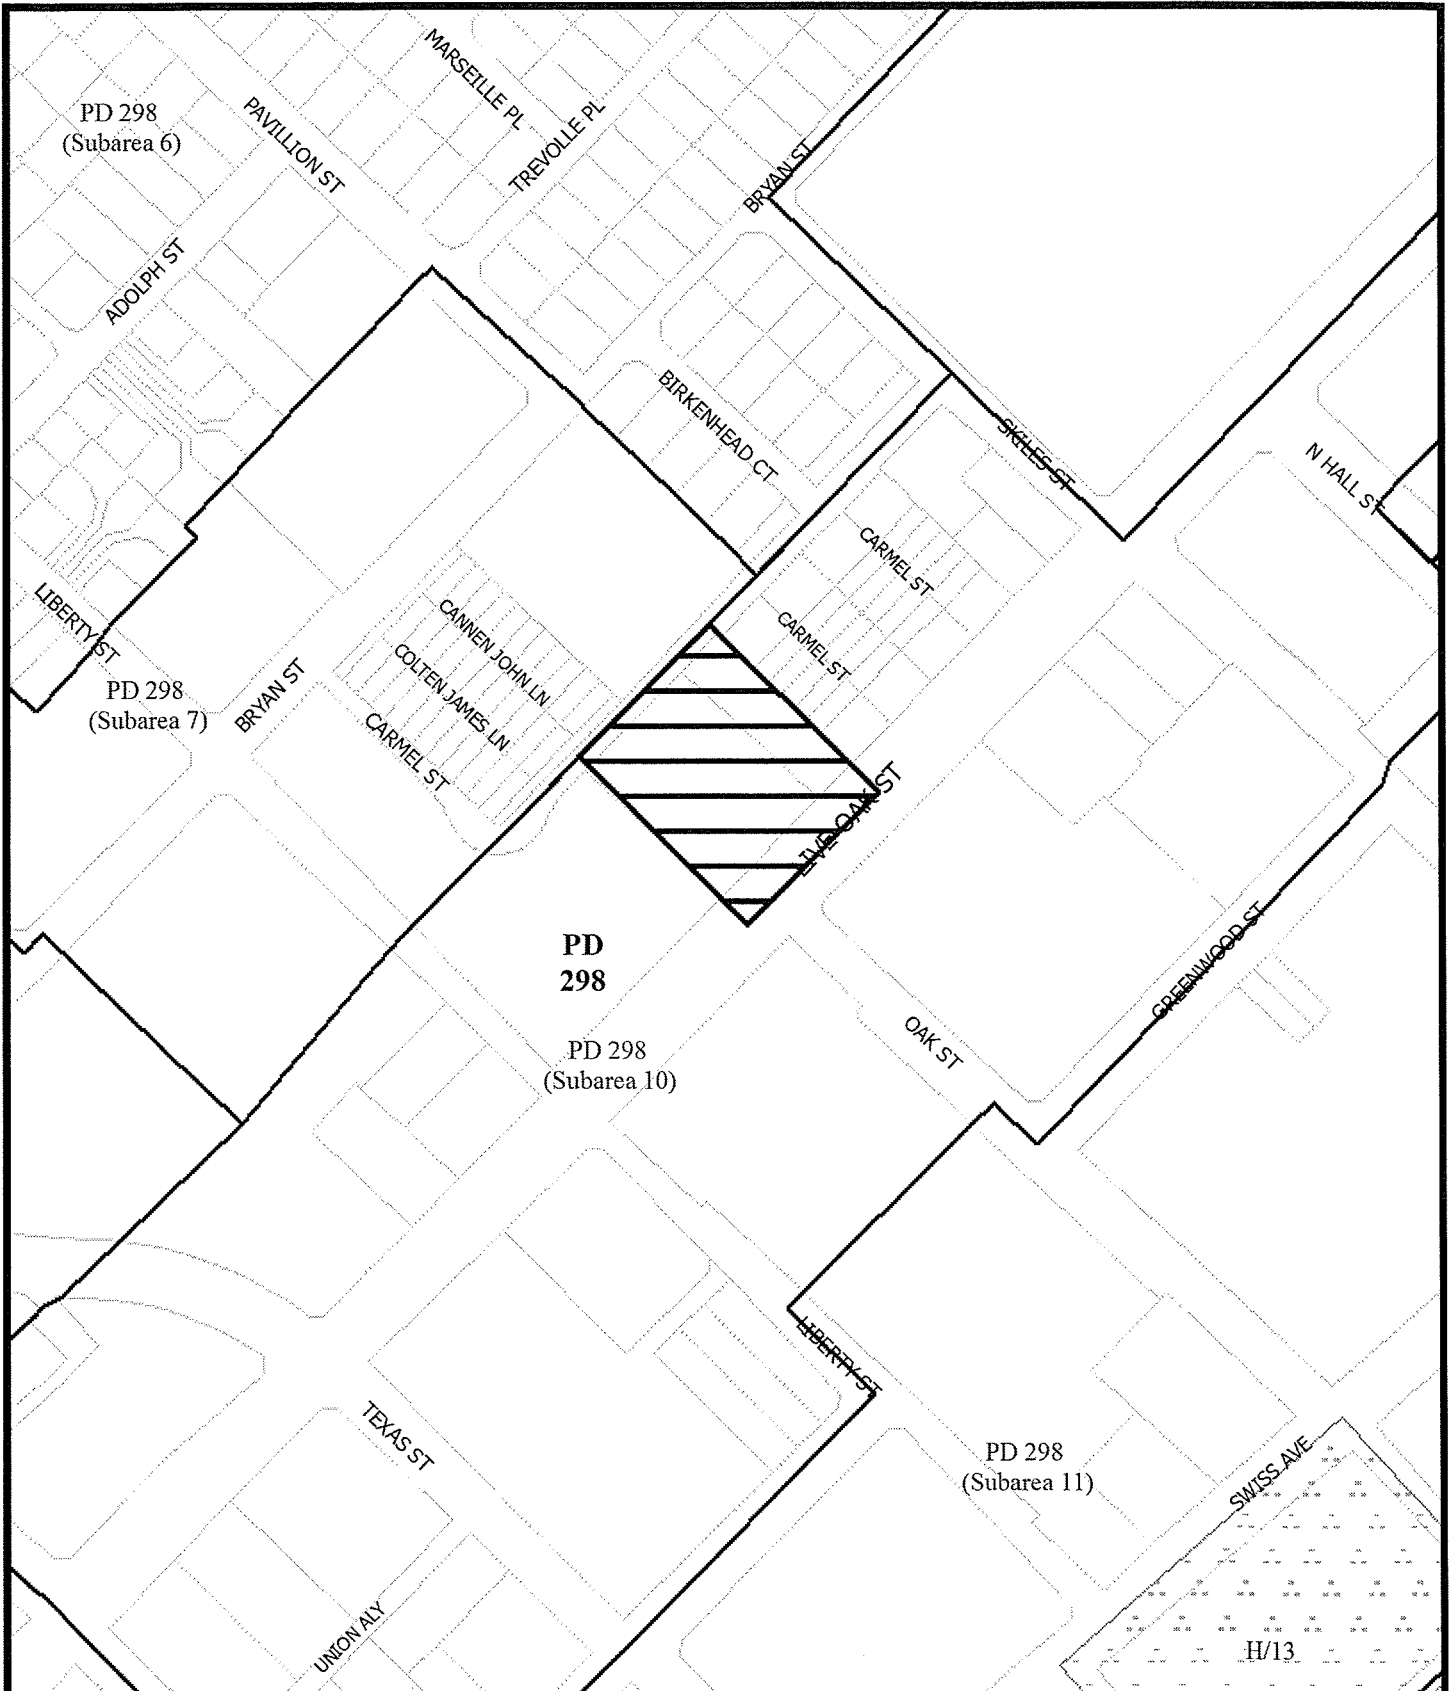 MARSEILLE PL
PD 298
(Subarea 6)
PAVILLION ST
TREVOLLE PL
BRYAN ST
ADOLPH ST
BIRKENHEAD CT
SKILES ST
N HALL ST
CARMEL ST
CARMEL ST
LIBERTY ST
CANNEN JOHN LN
COLTEN JAMES LN
CARMEL ST
BRYAN ST
PD 298
(Subarea 7)
LIVE OAK ST
PD
298
GREENWOOD ST
OAK ST
PD 298
(Subarea 10)
LIBERTY ST
TEXAS ST
PD 298
(Subarea 11)
SWISS AVE
UNION ALY
H/13